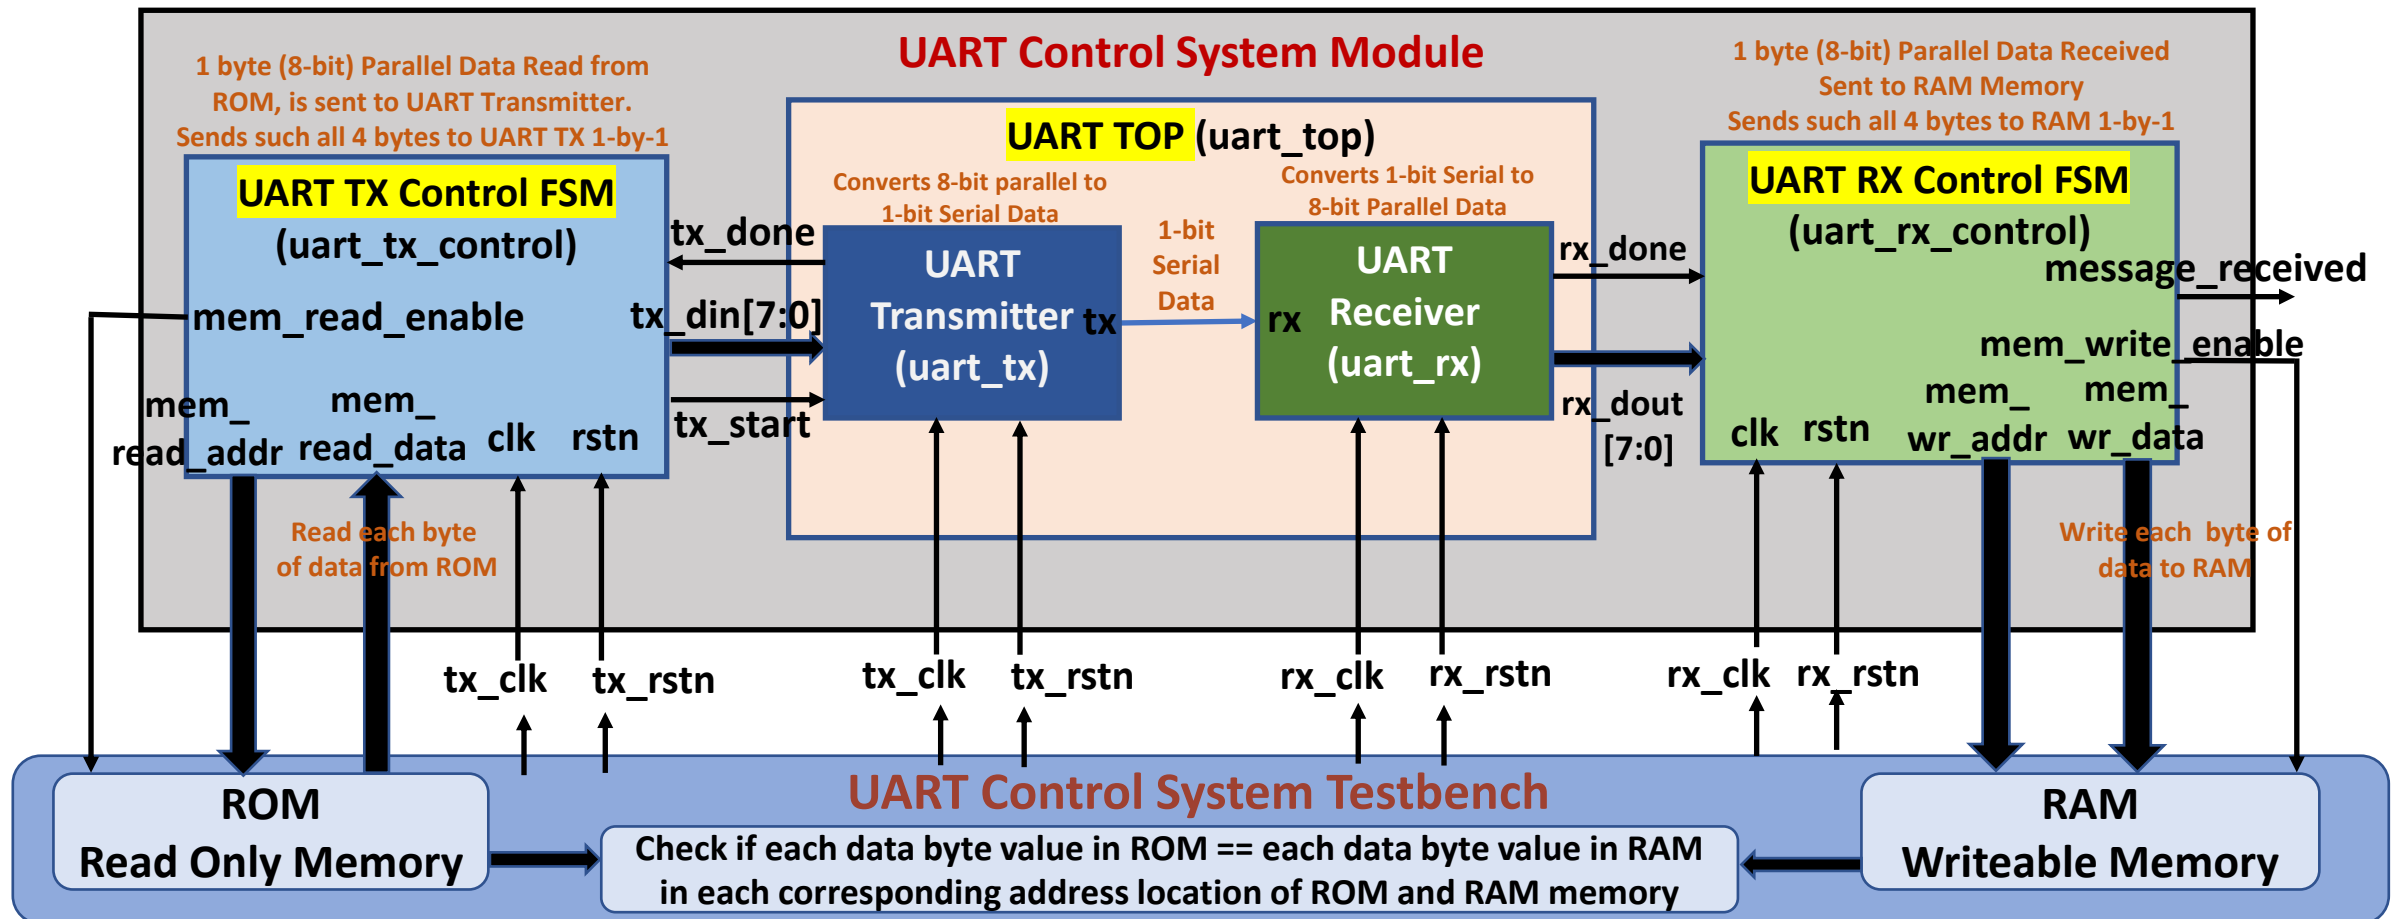 UART Control System Module
1 byte (8-bit) Parallel Data Read from
ROM, is sent to UART Transmitter.
Sends such all 4 bytes to UART TX 1-by-1
UART TX Control FSM
(uart_tx_control)
mem_read_enable
mem_
read_addr
mem_
read_data
clk
rstn
tx_done
tx_din[7:0]
tx_start
Read each byte
of data from ROM
UART TOP (uart_top)
Converts 8-bit parallel to
1-bit Serial Data
UART
Transmitter
(uart_tx)
tx
1-bit
Serial
Data
Converts 1-bit Serial to
8-bit Parallel Data
rx
UART
Receiver
(uart_rx)
rx_done
rx_dout
[7:0]
1 byte (8-bit) Parallel Data Received
Sent to RAM Memory
Sends such all 4 bytes to RAM 1-by-1
UART RX Control FSM
(uart_rx_control)
message_received
mem_write_enable
clk
rstn
mem_
wr_addr
mem_
wr_data
Write each  byte of
data to RAM
tx_clk
tx_rstn
tx_clk
tx_rstn
rx_clk
rx_rstn
rx_clk
rx_rstn
UART Control System Testbench
ROM
Read Only Memory
Check if each data byte value in ROM == each data byte value in RAM
in each corresponding address location of ROM and RAM memory
RAM
Writeable Memory